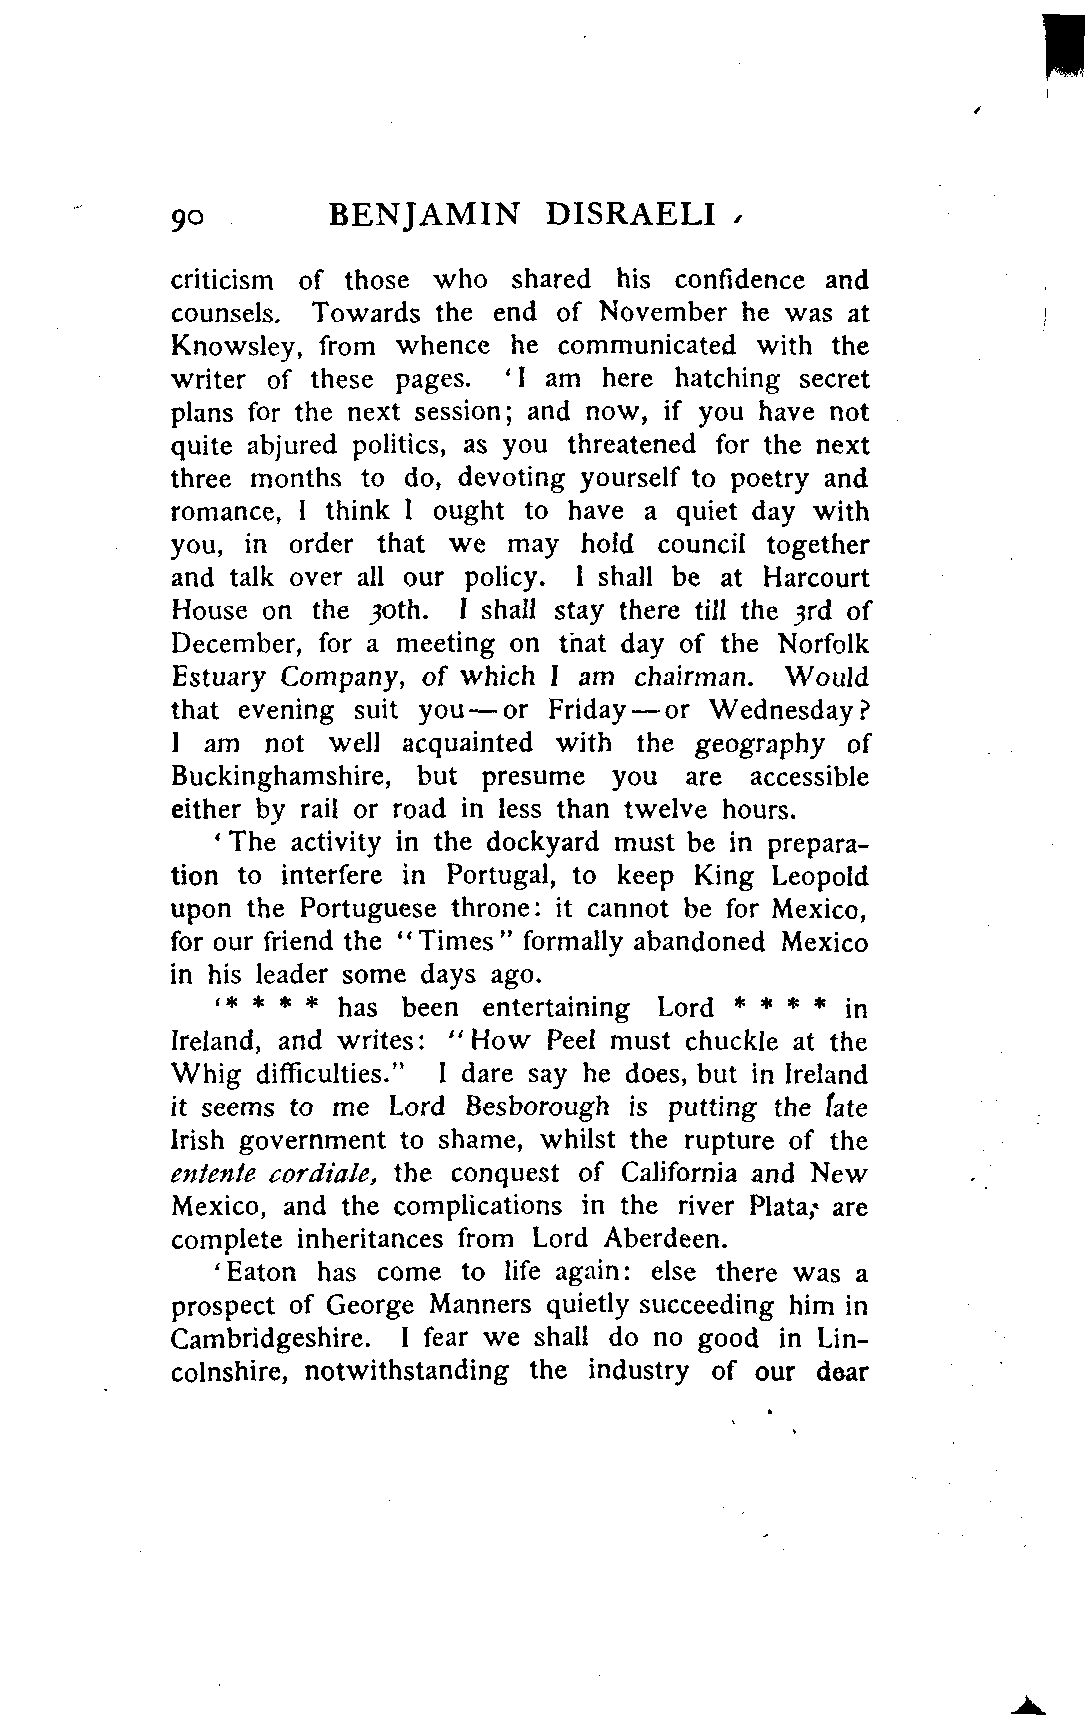 90 BENJAMIN DISRAELI
criticism of those who shared his confidence and
counsels. Towards the end of November he was at
Knowsley, from whence he communicated with the
writer of these pages. ‘I am here hatching secret
plans for the next session; and now, if you have not
quite abjured politics, as you threatened for the next
three months to do, devoting yourself to poetry and
romance, I think I ought to have a quiet day with
you, in order that we may hold council together
and talk over all our policy. I shall be at Harcourt
House on the 30th. I shall stay there till the 3rd of
December, for a meeting on that day of the Norfolk
Estuary Company, of which I am chairman. Would
that evening suit you—or Friday—or Wednesday?
I am not well acquainted with the geography of
Buckinghamshire, but presume you are accessible
either by rail or road in less than twelve hours.
‘The activity in the dockyard must be in prepara-
tion to interfere in Portugal, to keep King Leopold
upon the Portuguese throne: it cannot be for Mexico,
for our friend the “Times” formally abandoned Mexico
in his leader some days ago.
‘* * * * has been entertaining Lord * * * * in
Ireland, and writes: “How Peel must chuckle at the
Whig difficulties.” I dare say he does, but in Ireland
it seems to me Lord Besborough is putting the late
Irish government to shame, whilst the rupture of the
entente cordiale, the conquest of California and New
Mexico, and the complications in the river Plata, are
complete inheritances from Lord Aberdeen.
‘Eaton has come to life again: else there was a
prospect of George Manners quietly succeeding him in
Cambridgeshire. I fear we shall do no good in Lin-
colnshire, notwithstanding the industry of our dear